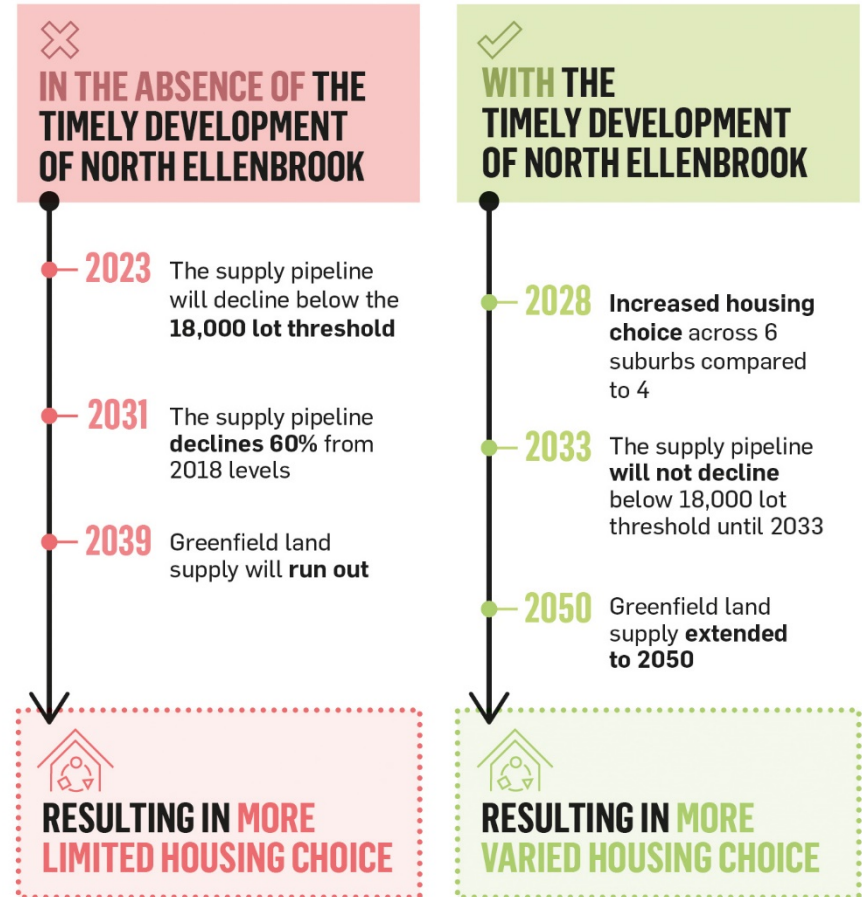 IN THE ABSENCE OF THE
TIMELY DEVELOPMENT
OF NORTH ELLENBROOK
2023
The supply pipeline
will decline below the
18,000 lot threshold
2031
The supply pipeline
declines 60% from
2018 levels
2039
Greenfield land
supply will run out
RESULTING IN MORE
LIMITED HOUSING CHOICE
WITH THE
TIMELY DEVELOPMENT
OF NORTH ELLENBROOK
2028
Increased housing
choice across 6
suburbs compared
to 4
2033
The supply pipeline
will not decline
below 18,000 lot
threshold until 2033
2050
Greenfield land
supply extended
to 2050
RESULTING IN MORE
VARIED HOUSING CHOICE